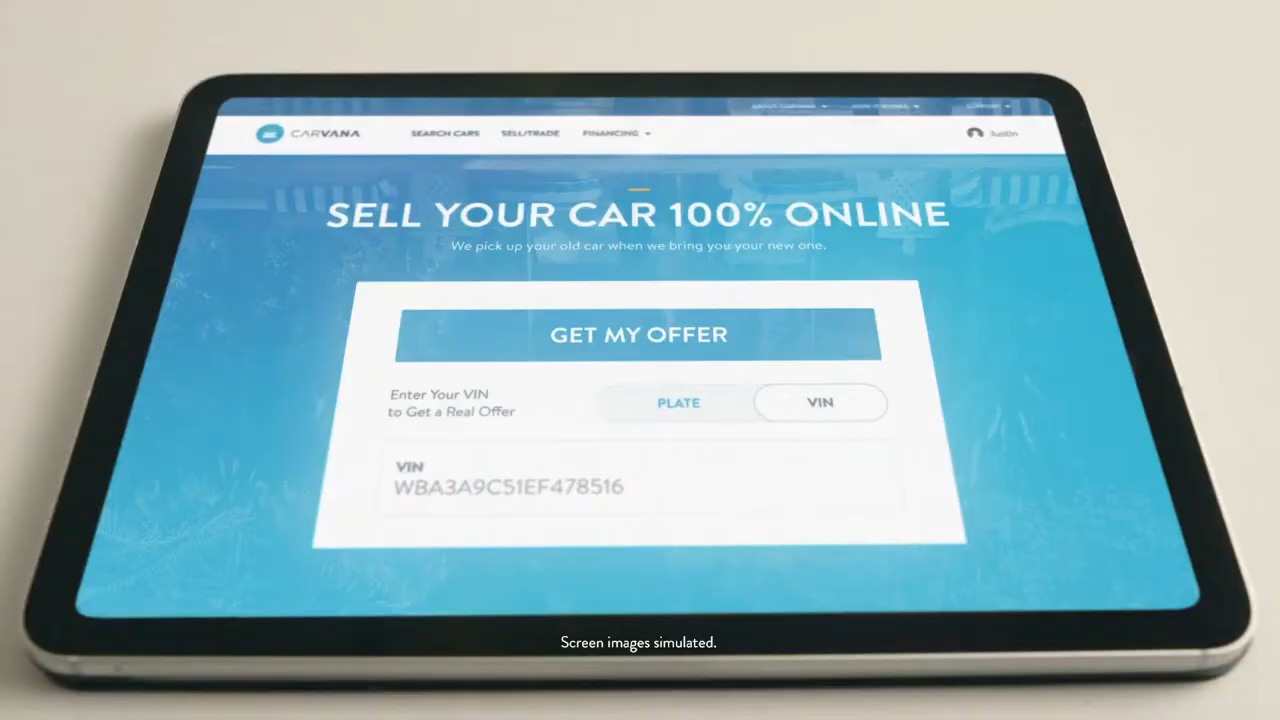 CARVANA
SEARCH CARS
SELL/TRADE
FINANCING
Justin
SELL YOUR CAR 100% ONLINE
We pick up your old car when we bring you your new one.
GET MY OFFER
Enter Your VIN
to Get a Real Offer
PLATE
VIN
VIN
WBA3A9C51EF478516
Screen images simulated.